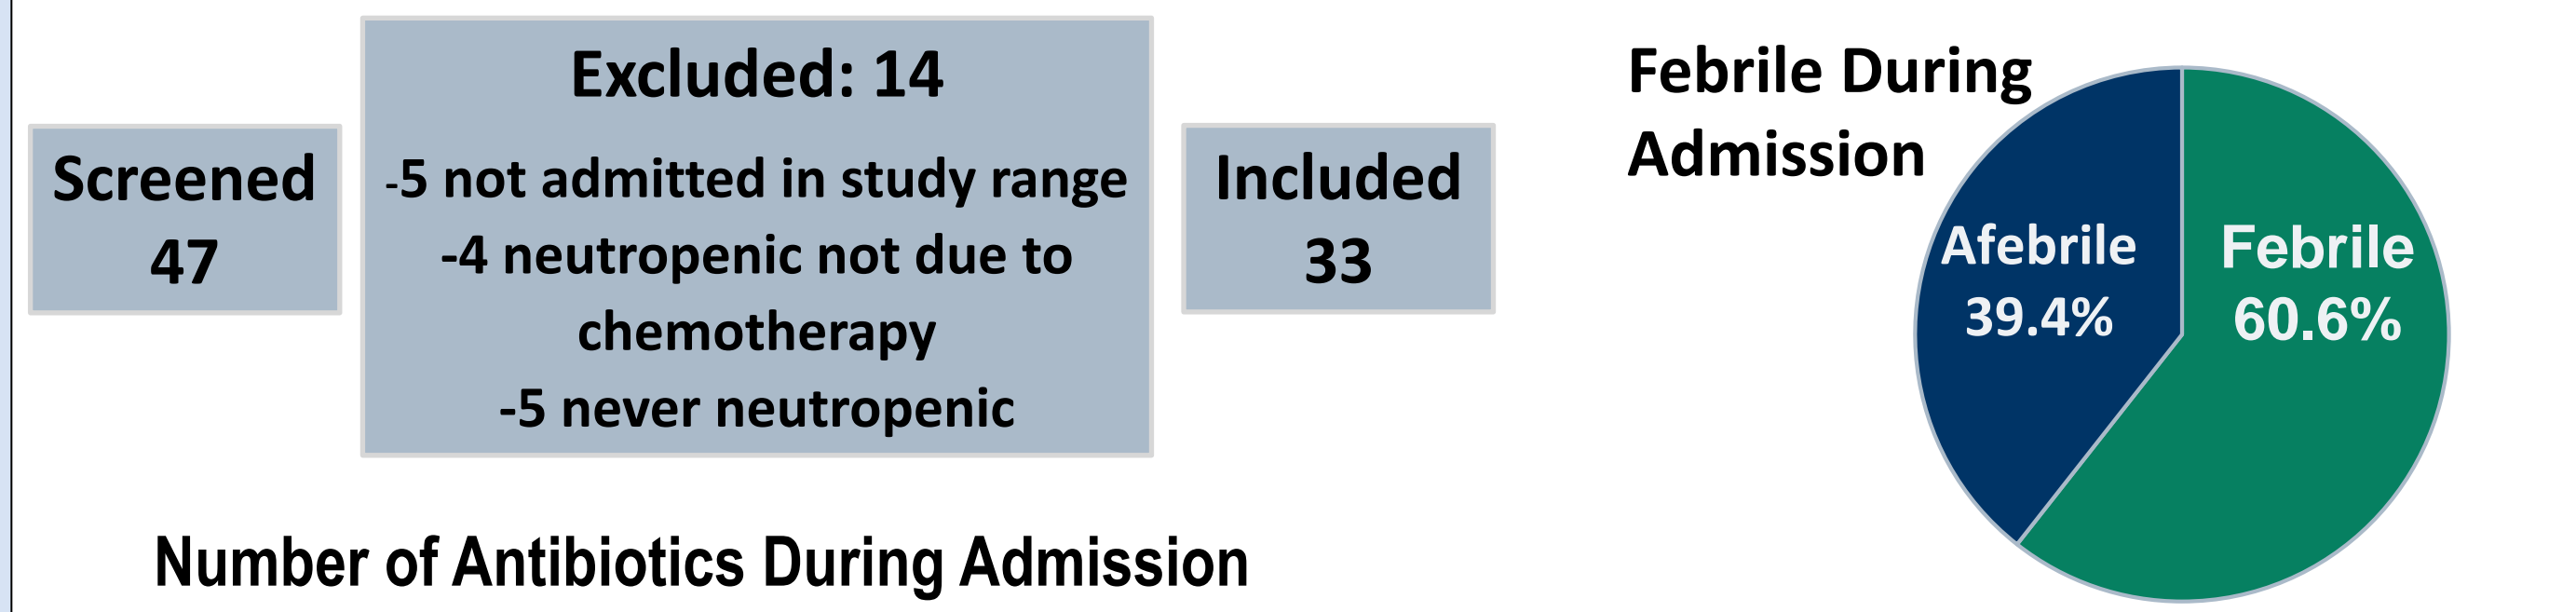 Screened
47
Excluded: 14
-5 not admitted in study range
-4 neutropenic not due to
chemotherapy
-5 never neutropenic
Included
33
Febrile During
Admission
Afebrile
39.4%
Febrile
60.6%
Number of Antibiotics During Admission